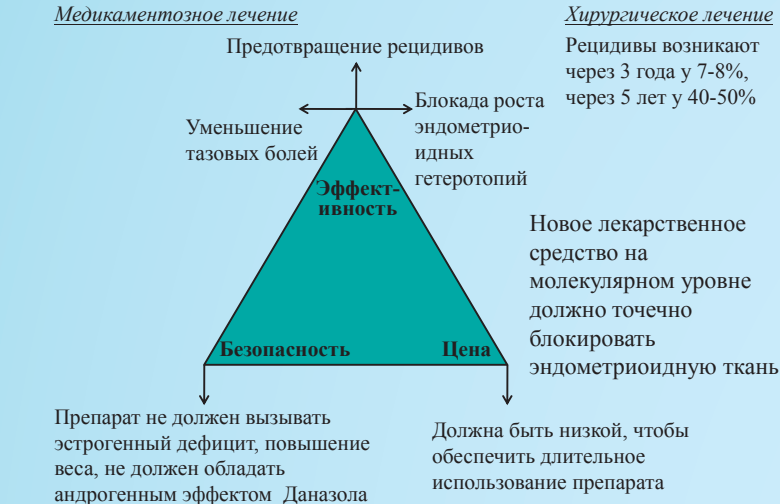 Медикаментозное лечение
Хирургическое лечение
Предотвращение рецидивов
Рецидивы возникают
через 3 года у 7-8%,
через 5 лет у 40-50%
Уменьшение
тазовых болей
Блокада роста
эндометрио-
идных
гетеротопий
Эффект-
ивность
Новое лекарственное
средство на
молекулярном уровне
должно точечно
блокировать
эндометриоидную ткань
Безопасность
Цена
Препарат не должен вызывать
эстрогенный дефицит, повышение
веса, не должен обладать
андрогенным эффектом Даназола
Должна быть низкой, чтобы
обеспечить длительное
использование препарата